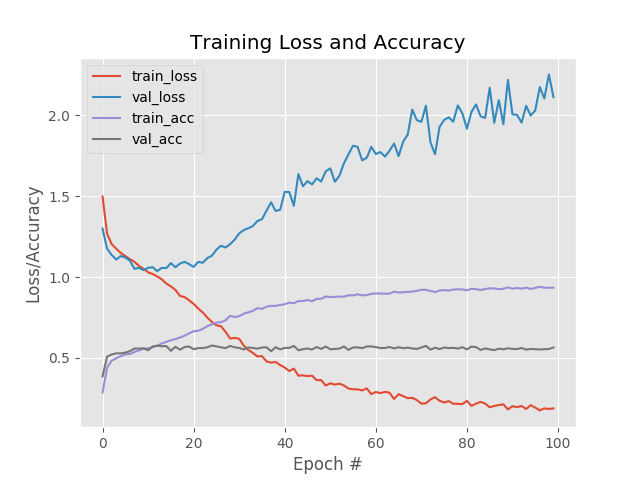 Training Loss and Accuracy
train_loss
val_loss
train_acc
val_acc
2.0
1.5
1.0
0.5
Loss/Accuracy
0 20 40 60 80 100
Epoch #